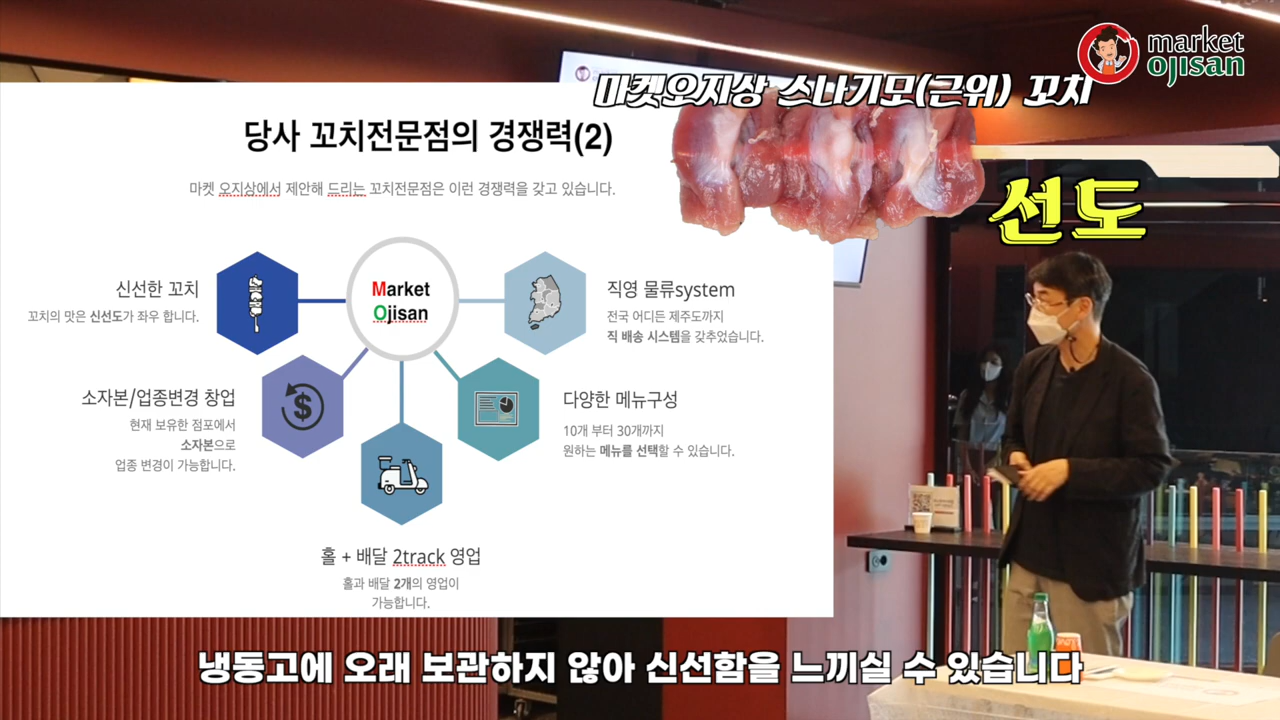 market
ojisan
마켓오지상 스나기모(근위) 꼬치
선도
당사 꼬치전문점의 경쟁력(2)
마켓 오지상에서 제안해 드리는 꼬치전문점은 이런 경쟁력을 갖고 있습니다.
Market
Ojisan
신선한 꼬치
꼬치의 맛은 신선도가 좌우 합니다.
직영 물류system
전국 어디든 제주도까지
직 배송 시스템을 갖추었습니다.
소자본/업종변경 창업
현재 보유한 점포에서
소자본으로
업종 변경이 가능합니다.
다양한 메뉴구성
10개 부터 30개까지
원하는 메뉴를 선택할 수 있습니다.
홀 + 배달 2track 영업
홀과 배달 2개의 영업이
가능합니다.
냉동고에 오래 보관하지 않아 신선함을 느끼실 수 있습니다